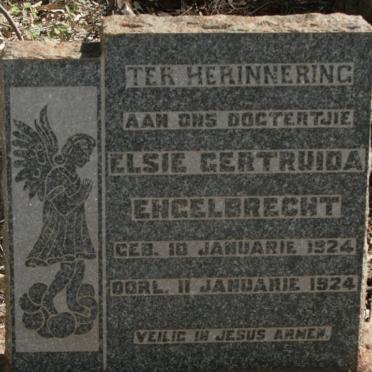 TER HERINNERING
AAN ONS DOGTERTJIE
ELSIE GERTRUIDA
ENGELBRECHT
GEB. 10 JANUARIE 1924
OORL. 11 JANUARIE 1924
VEILIG IN JESUS ARMEN.